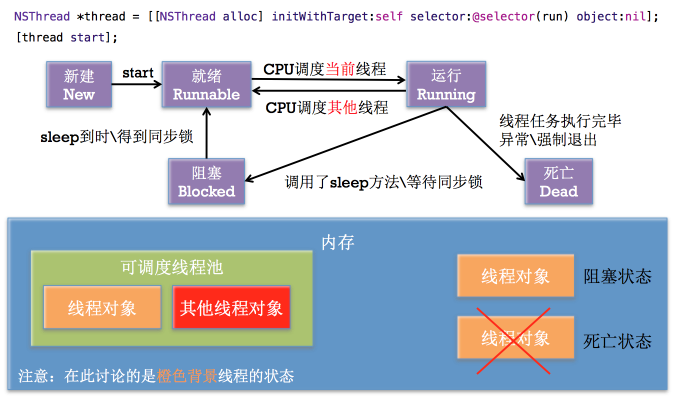 NSThread *thread = [[NSThread alloc] initWithTarget:self selector:@selector(run) object:nil];
[thread start];
新建
New
start
就绪
Runnable
CPU调度当前线程
CPU调度其他线程
运行
Running
sleep到时\得到同步锁
线程任务执行完毕
异常\强制退出
阻塞
Blocked
调用了sleep方法\等待同步锁
死亡
Dead
内存
可调度线程池
线程对象
其他线程对象
线程对象
阻塞状态
线程对象
死亡状态
注意：在此讨论的是橙色背景线程的状态